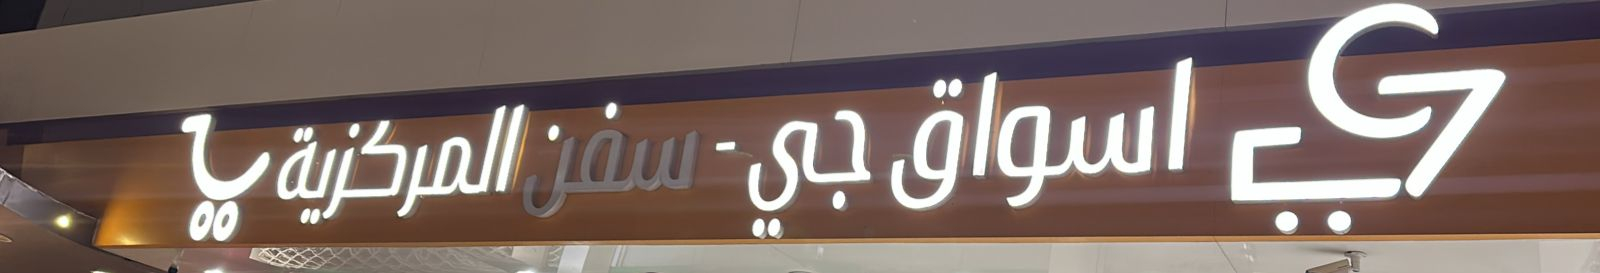 اسواق جي - سفن المركزية